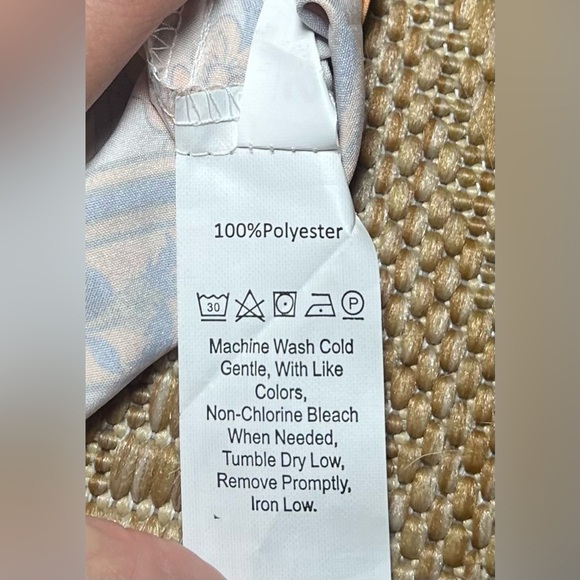 100%Polyester
30 P
Machine Wash Cold
Gentle, With Like
Colors,
Non-Chlorine Bleach
When Needed,
Tumble Dry Low,
Remove Promptly,
Iron Low.